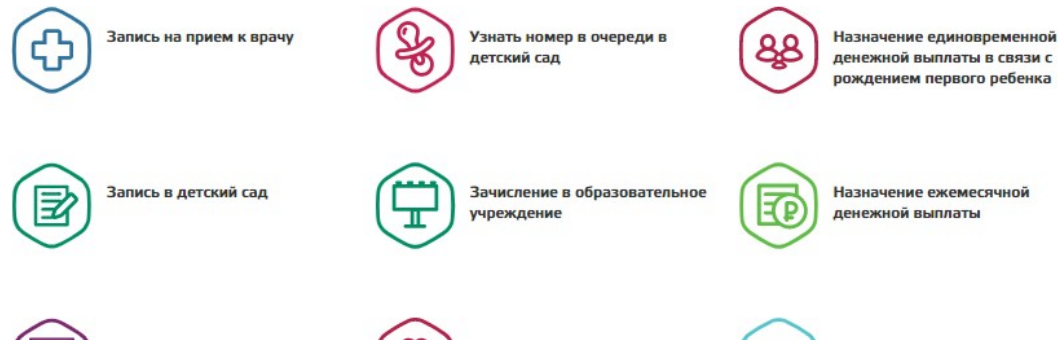 Запись на прием к врачу
Узнать номер в очереди в
детский сад
Назначение единовременной
денежной выплаты в связи с
рождением первого ребенка
Запись в детский сад
Зачисление в образовательное
учреждение
Назначение ежемесячной
денежной выплаты